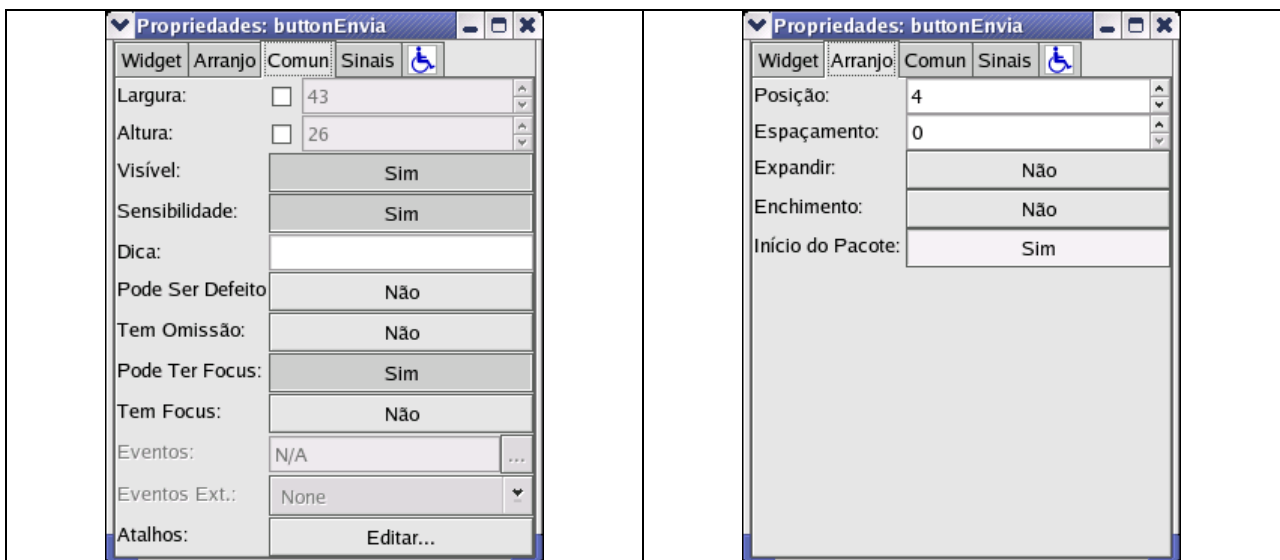 Propriedades: buttonEnvia
Widget Arranjo Comun Sinais
Largura: 43
Altura: 26
Visível: Sim
Sensibilidade: Sim
Dica:
Pode Ser Defeito Não
Tem Omissão: Não
Pode Ter Focus: Sim
Tem Focus: Não
Eventos: N/A ...
Eventos Ext.: None
Atalhos: Editar...
Propriedades: buttonEnvia
Widget Arranjo Comun Sinais
Posição: 4
Espaçamento: 0
Expandir: Não
Enchimento: Não
Início do Pacote: Sim